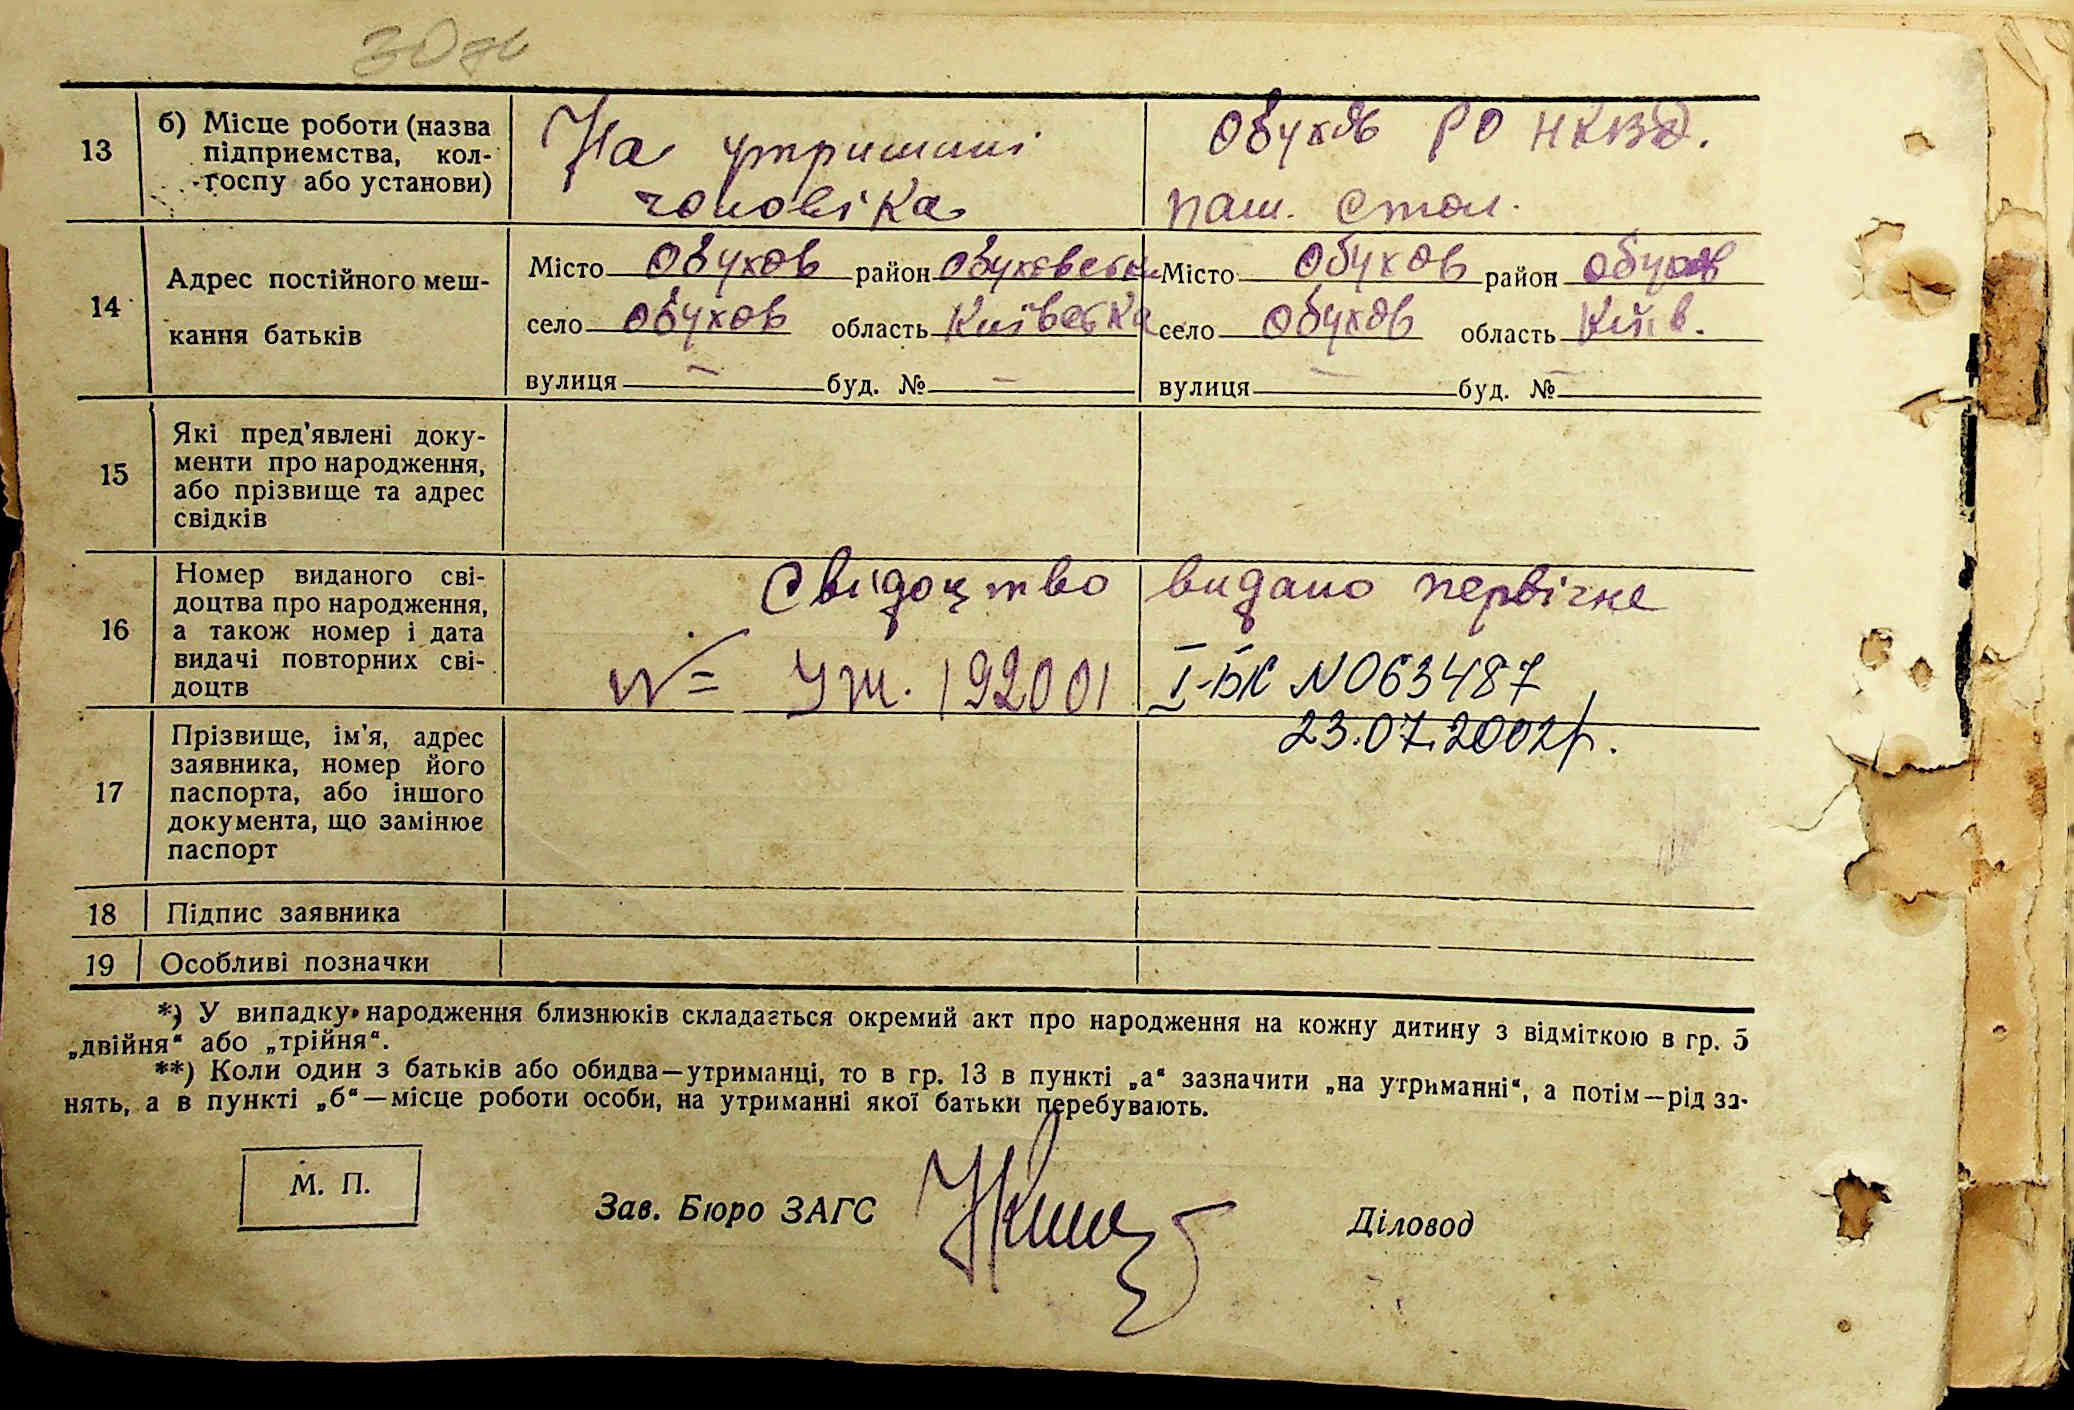 30
13 б) Місце роботи (назва підприємства, кол-госпу або установи)
На утриманні Обухів РО НКВД.
чоловіка паш. стол.
14 Адрес постійного меш-
кання батьків
Місто Обухов район Обуховськ Місто Обухов район Обухов
село Обухов область Київська село Обухов область Київ.
вулиця — буд. № — вулиця — буд. № —
15 Які пред'явлені доку-
менти про народження,
або прізвище та адрес
свідків
16 Номер виданого сві-
доцтва про народження,
а також номер і дата
видачі повторних сві-
доцтв
Свідоцтво видано первічне
№ УЖ. 192001 I-БК №063487
23.07.2002р.
17 Прізвище, ім'я, адрес
заявника, номер його
паспорта, або іншого
документа, що замінює
паспорт
18 Підпис заявника
19 Особливі позначки
*) У випадку народження близнюків складається окремий акт про народження на кожну дитину з відміткою в гр. 5
„двійня“ або „трійня“.
**) Коли один з батьків або обидва—утриманці, то в гр. 13 в пункті „а“ зазначити „на утриманні“, а потім—рід за-
нять, а в пункті „б“—місце роботи особи, на утриманні якої батьки перебувають.
М. П.
Зав. Бюро ЗАГС Діловод